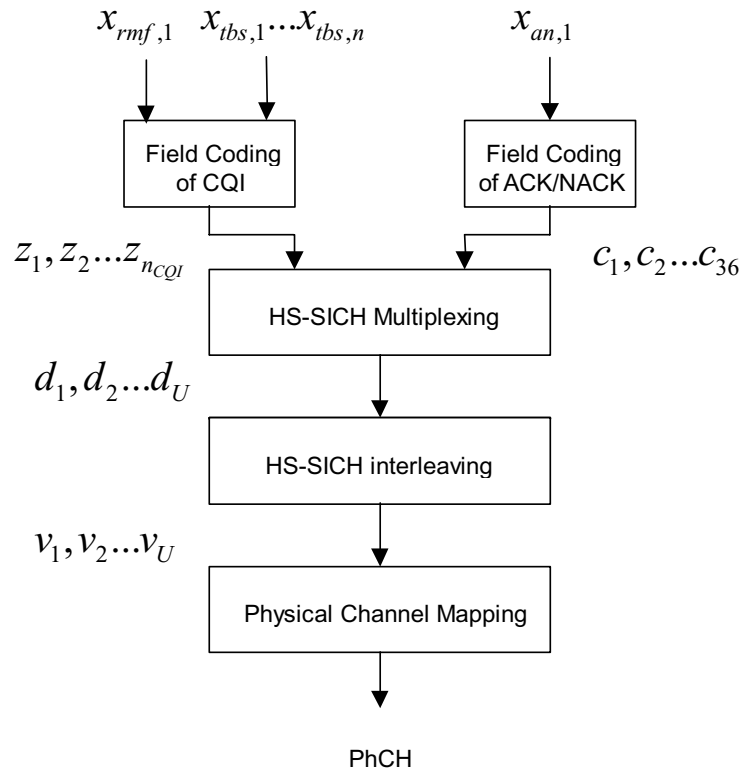 x_{rmf,1} x_{tbs,1}...x_{tbs,n} x_{an,1}
Field Coding
of CQI
Field Coding
of ACK/NACK
z_1, z_2...z_{n_{CQI}}
c_1, c_2...c_{36}
HS-SICH Multiplexing
d_1, d_2...d_U
HS-SICH interleaving
v_1, v_2...v_U
Physical Channel Mapping
PhCH